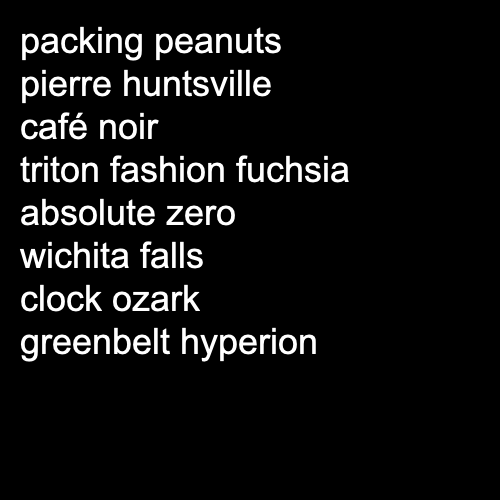 packing peanuts
pierre huntsville
café noir
triton fashion fuchsia
absolute zero
wichita falls
clock ozark
greenbelt hyperion